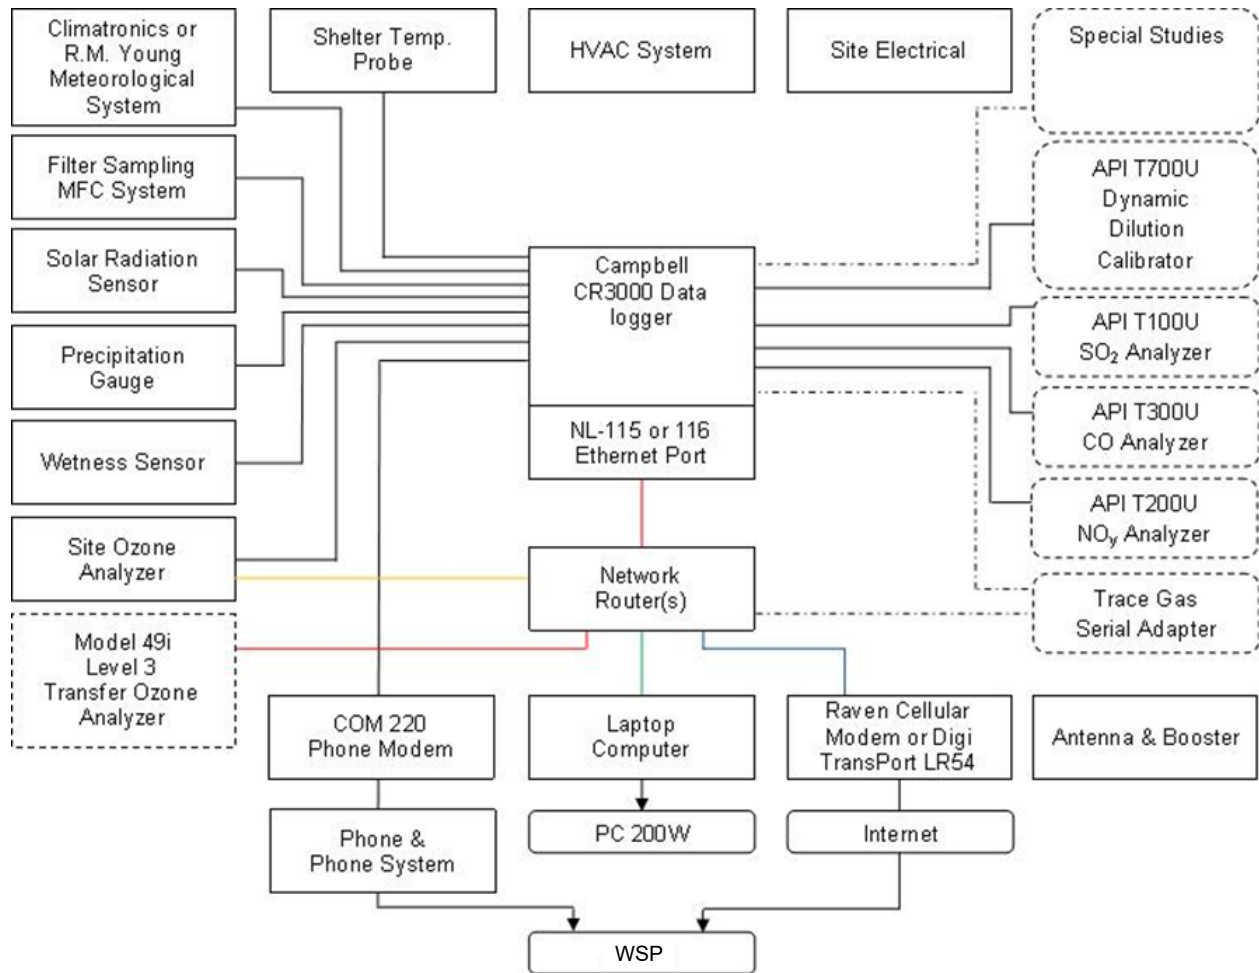 Climatronics or
R.M. Young
Meteorological
System
Shelter Temp.
Probe
HVAC System
Site Electrical
Special Studies
Filter Sampling
MFC System
API T700U
Dynamic
Dilution
Calibrator
Solar Radiation
Sensor
Campbell
CR3000 Data
logger
Precipitation
Gauge
API T100U
SO₂ Analyzer
Wetness Sensor
NL-115 or 116
Ethernet Port
API T300U
CO Analyzer
Site Ozone
Analyzer
API T200U
NOy Analyzer
Network
Router(s)
Trace Gas
Serial Adapter
Model 49i
Level 3
Transfer Ozone
Analyzer
COM 220
Phone Modem
Laptop
Computer
Raven Cellular
Modem or Digi
TransPort LR54
Antenna & Booster
Phone &
Phone System
PC 200W
Internet
WSP